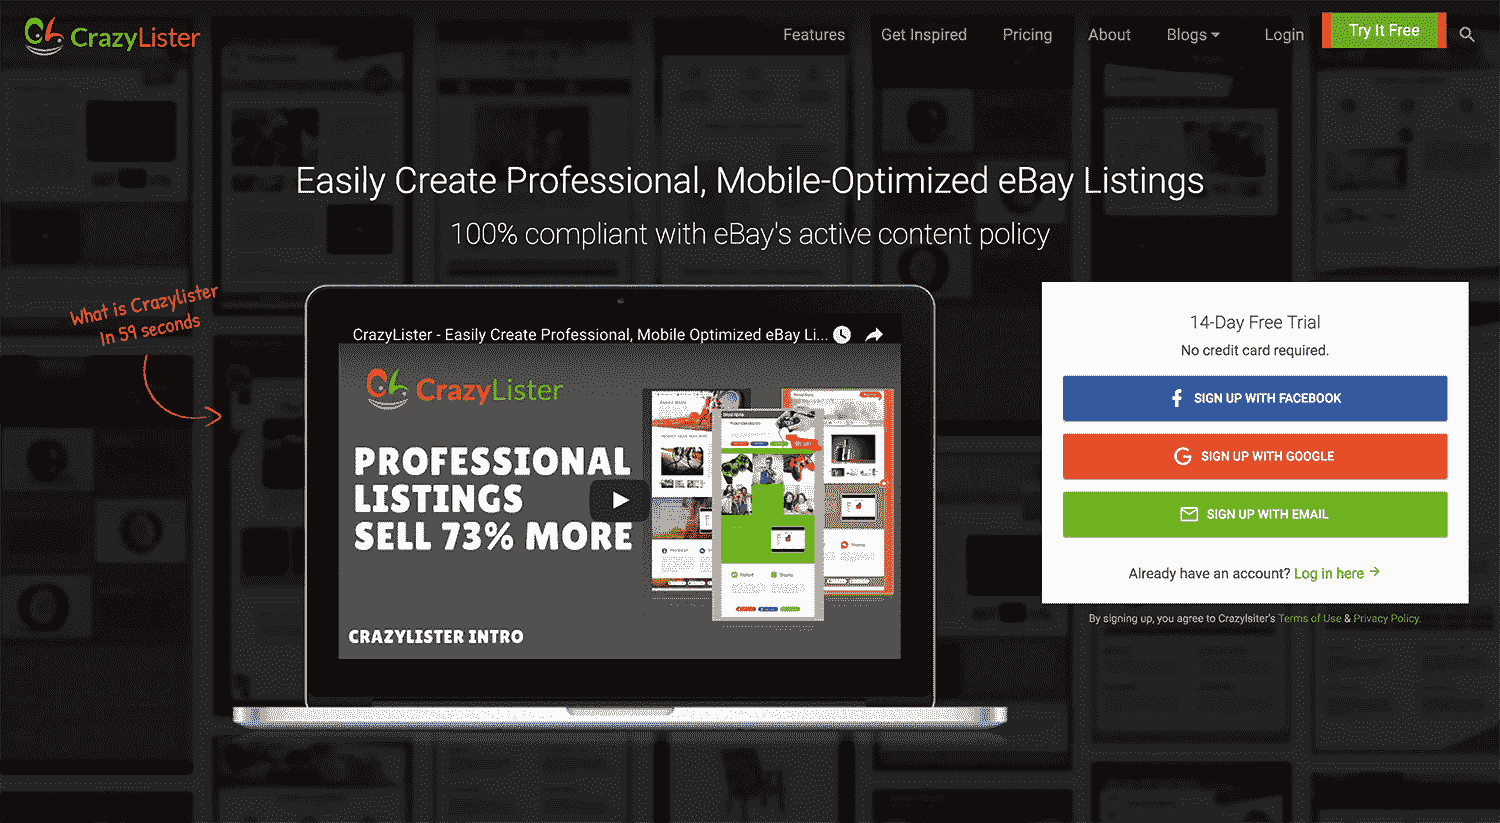 CrazyLister
Features
Get Inspired
Pricing
About
Blogs
Login
Try It Free
Easily Create Professional, Mobile-Optimized eBay Listings
100% compliant with eBay's active content policy
What is Crazylister
In 59 seconds
CrazyLister - Easily Create Professional, Mobile Optimized eBay Li...
CrazyLister
PROFESSIONAL
LISTINGS
SELL 73% MORE
CRAZYLISTER INTRO
14-Day Free Trial
No credit card required.
SIGN UP WITH FACEBOOK
SIGN UP WITH GOOGLE
SIGN UP WITH EMAIL
Already have an account? Log in here
By signing up, you agree to Crazylsiter's Terms of Use & Privacy Policy.